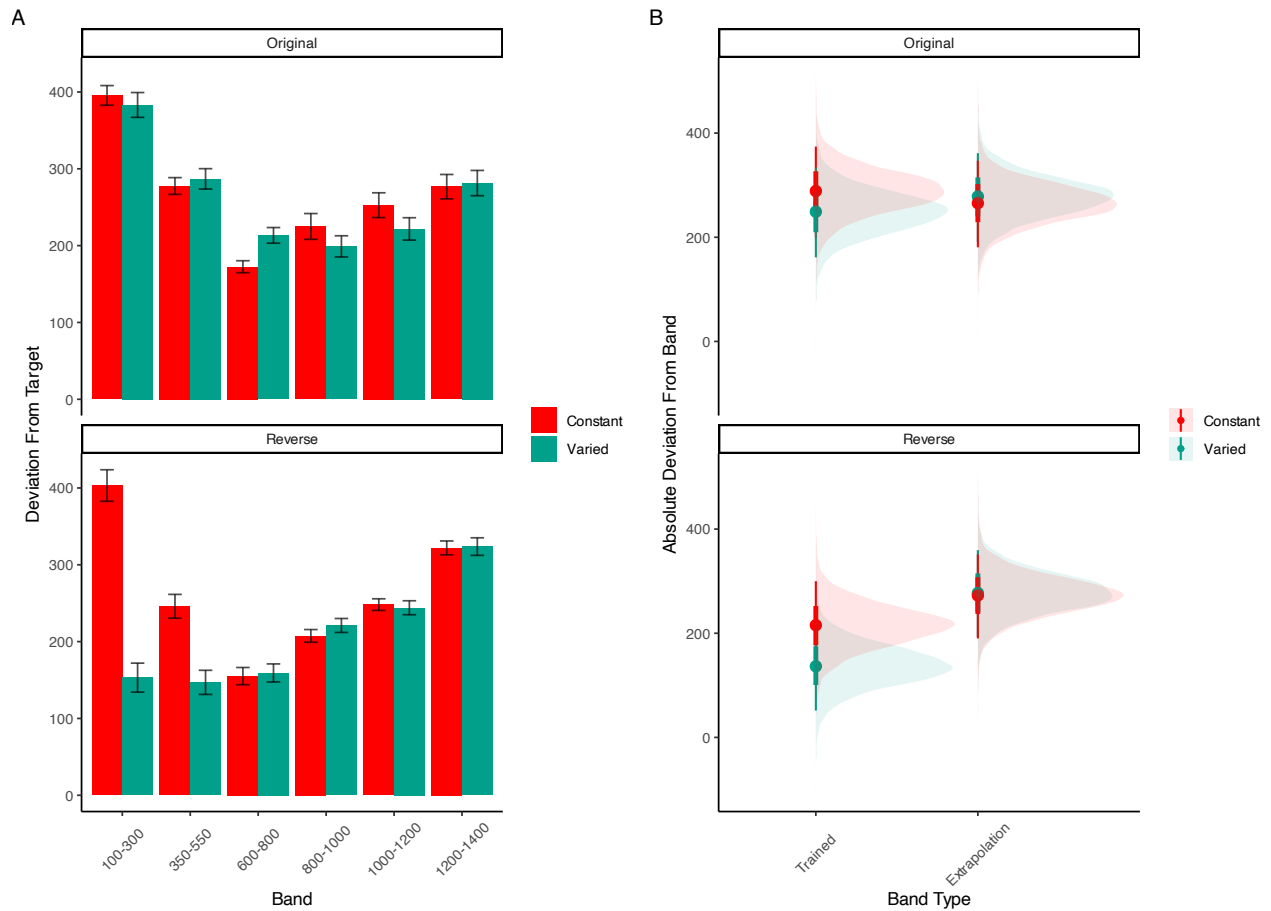 A
Original
400
300
200
100
0
Reverse
400
300
200
100
0
Deviation From Target
100-300
350-550
600-800
800-1000
1000-1200
1200-1400
Band
Constant
Varied
B
Original
400
200
0
Reverse
400
200
0
Absolute Deviation From Band
Trained
Extrapolation
Band Type
Constant
Varied